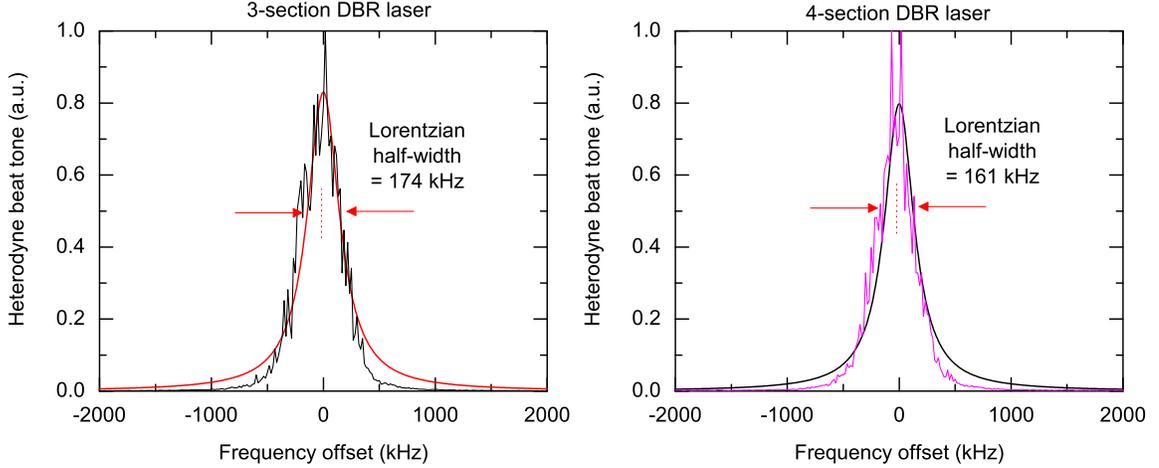 3-section DBR laser
1.0
0.8
0.6
0.4
0.2
0.0
Heterodyne beat tone (a.u.)
Lorentzian
half-width
= 174 kHz
-2000
-1000
0
1000
2000
Frequency offset (kHz)
4-section DBR laser
1.0
0.8
0.6
0.4
0.2
0.0
Heterodyne beat tone (a.u.)
Lorentzian
half-width
= 161 kHz
-2000
-1000
0
1000
2000
Frequency offset (kHz)